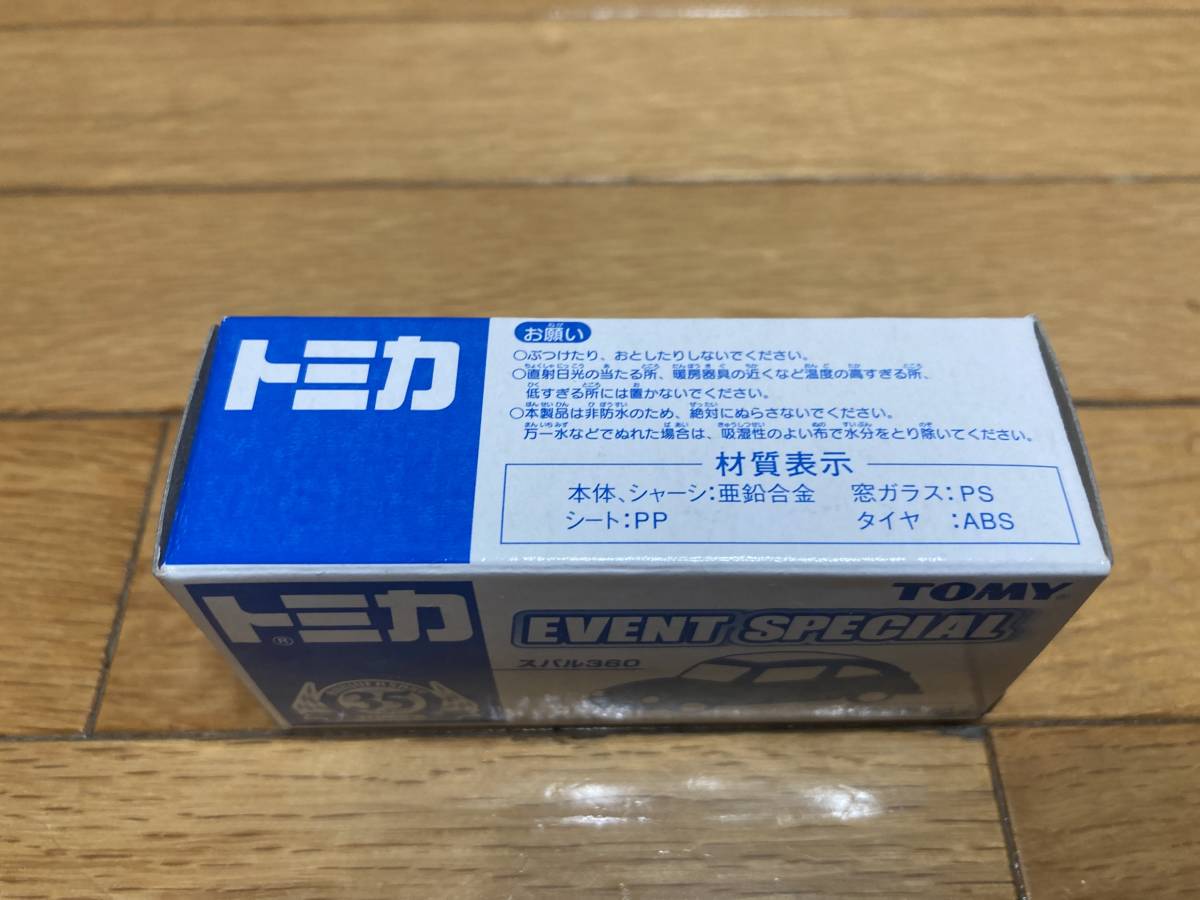 トミカ
お願い
○ぶつけたり、おとしたりしないでください。
○直射日光の当たる所、暖房器具の近くなど温度の高すぎる所、
低すぎる所には置かないでください。
○本製品は非防水のため、絶対にぬらさないでください。
万一水などでぬれた場合は、吸湿性のよい布で水分をとり除いてください。
材質表示
本体、シャーシ:亜鉛合金 窓ガラス:PS
シート:PP タイヤ:ABS
トミカ®
TOMY
EVENT SPECIAL
スバル360
35